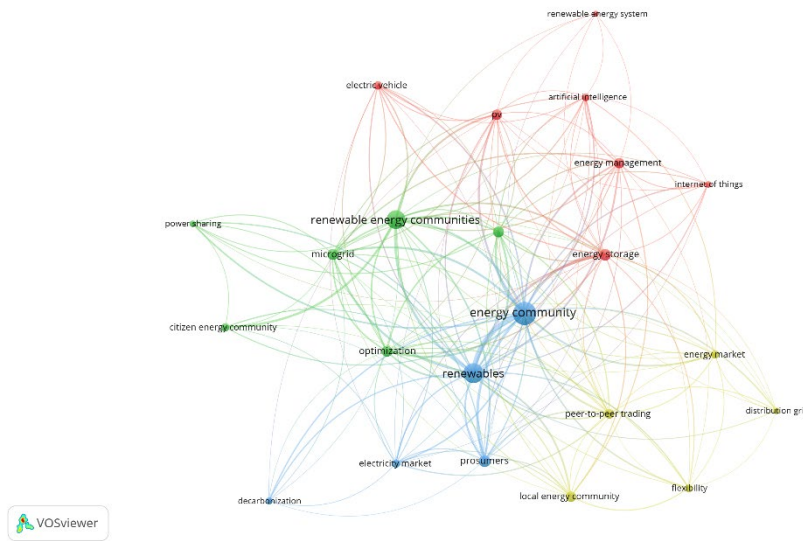 renewable energy system
electric vehicle
artificial intelligence
pv
energy management
internet of things
renewable energy communities
power sharing
microgrid
energy storage
energy community
citizen energy community
optimization
energy market
renewables
peer-to-peer trading
distribution gri
electricity market
prosumers
flexibility
local energy community
decarbonization
VOSviewer